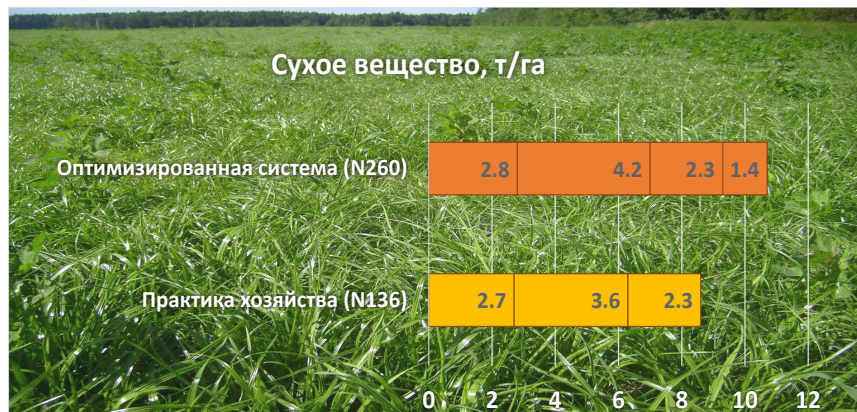 Сухое вещество, т/га
Оптимизированная система (N260)
2.8 4.2 2.3 1.4
Практика хозяйства (N136)
2.7 3.6 2.3
0 2 4 6 8 10 12